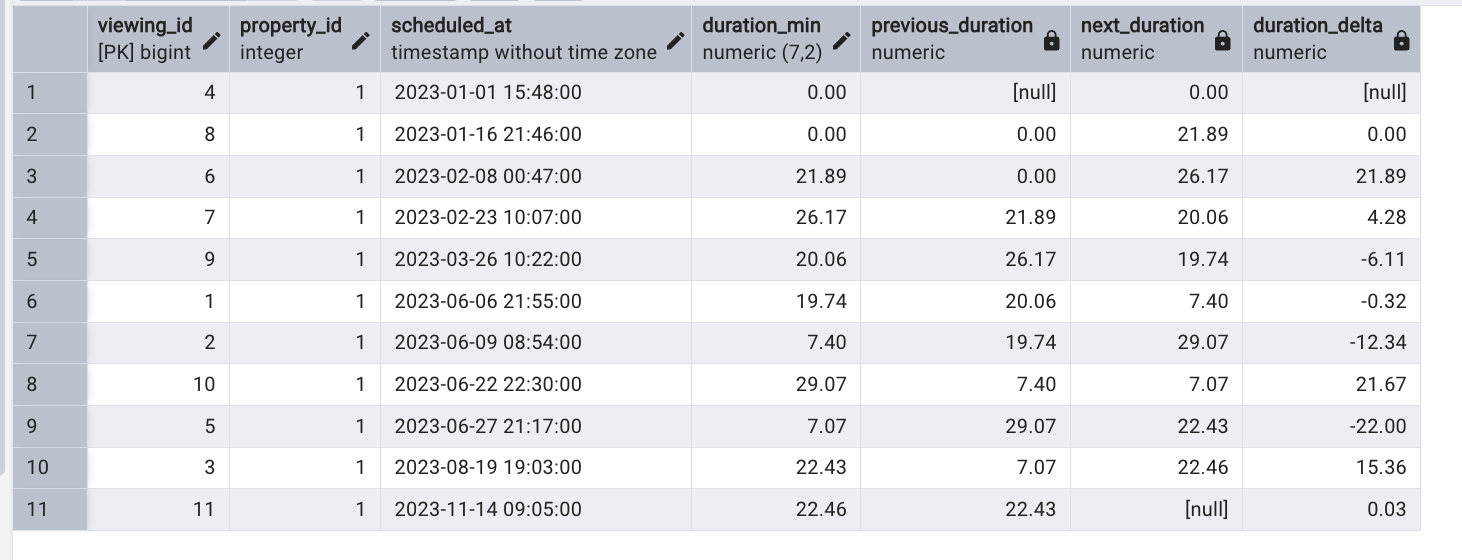 viewing_id property_id scheduled_at duration_min previous_duration next_duration duration_delta
[PK] bigint integer timestamp without time zone numeric (7,2) numeric numeric numeric
1 4 1 2023-01-01 15:48:00 0.00 [null] 0.00 [null]
2 8 1 2023-01-16 21:46:00 0.00 0.00 21.89 0.00
3 6 1 2023-02-08 00:47:00 21.89 0.00 26.17 21.89
4 7 1 2023-02-23 10:07:00 26.17 21.89 20.06 4.28
5 9 1 2023-03-26 10:22:00 20.06 26.17 19.74 -6.11
6 1 1 2023-06-06 21:55:00 19.74 20.06 7.40 -0.32
7 2 1 2023-06-09 08:54:00 7.40 19.74 29.07 -12.34
8 10 1 2023-06-22 22:30:00 29.07 7.40 7.07 21.67
9 5 1 2023-06-27 21:17:00 7.07 29.07 22.43 -22.00
10 3 1 2023-08-19 19:03:00 22.43 7.07 22.46 15.36
11 11 1 2023-11-14 09:05:00 22.46 22.43 [null] 0.03